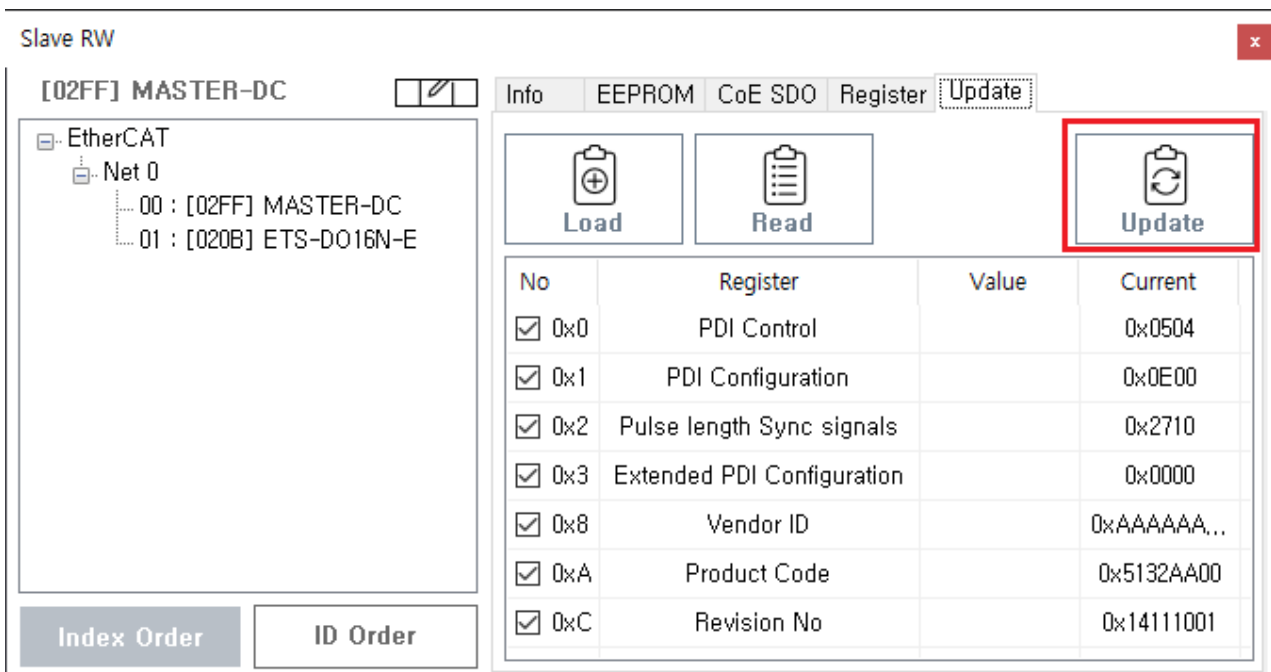 Slave RW
x
[02FF] MASTER-DC
EtherCAT
Net 0
00 : [02FF] MASTER-DC
01 : [020B] ETS-DO16N-E
Index Order
ID Order
Info EEPROM CoE SDO Register Update
Load Read Update
No Register Value Current
0x0 PDI Control 0x0504
0x1 PDI Configuration 0x0E00
0x2 Pulse length Sync signals 0x2710
0x3 Extended PDI Configuration 0x0000
0x8 Vendor ID 0xAAAAAA...
0xA Product Code 0x5132AA00
0xC Revision No 0x14111001